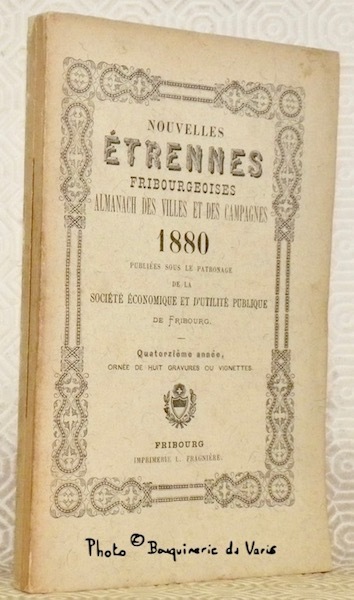 NOUVELLES
ÉTRENNES
FRIBOURGEOISES
ALMANACH DES VILLES ET DES CAMPAGNES
1880
PUBLIÉES SOUS LE PATRONAGE
DE LA
SOCIÉTÉ ÉCONOMIQUE ET D'UTILITÉ PUBLIQUE
DE FRIBOURG.
Quatorzième année,
ORNÉE DE HUIT GRAVURES OU VIGNETTES.
FRIBOURG
IMPRIMERIE L. FRAGNIÈRE.
Photo © Bouquinerie du Varis